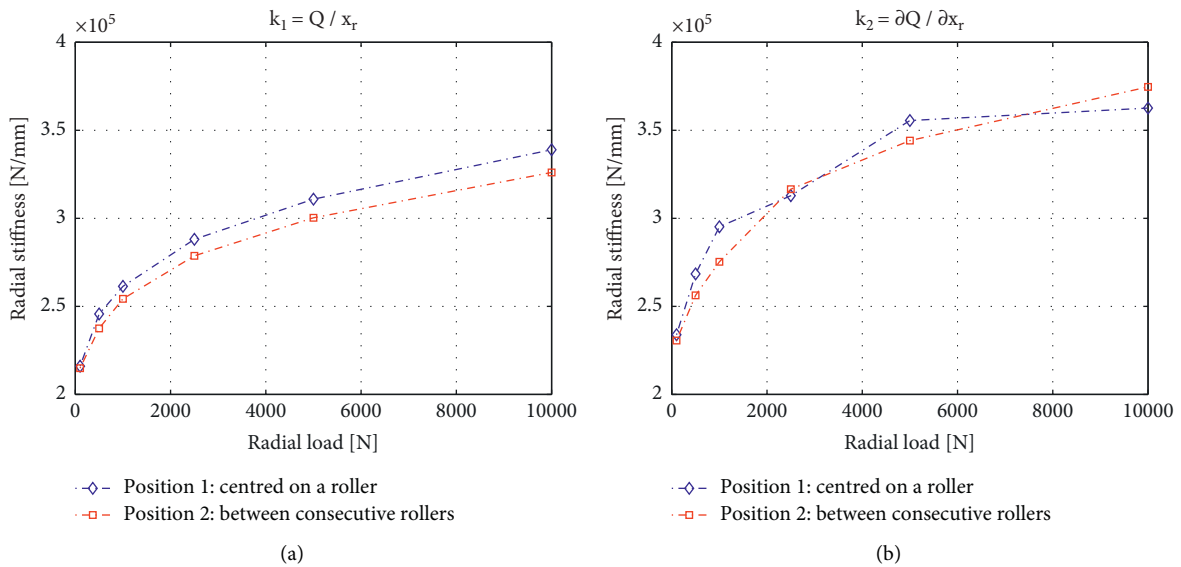 k₁ = Q / xᵣ
×10⁵
4
3.5
3
2.5
2
0 2000 4000 6000 8000 10000
Radial stiffness [N/mm]
Radial load [N]
Position 1: centred on a roller
Position 2: between consecutive rollers
(a)
k₂ = ∂Q / ∂xᵣ
×10⁵
4
3.5
3
2.5
2
0 2000 4000 6000 8000 10000
Radial stiffness [N/mm]
Radial load [N]
Position 1: centred on a roller
Position 2: between consecutive rollers
(b)